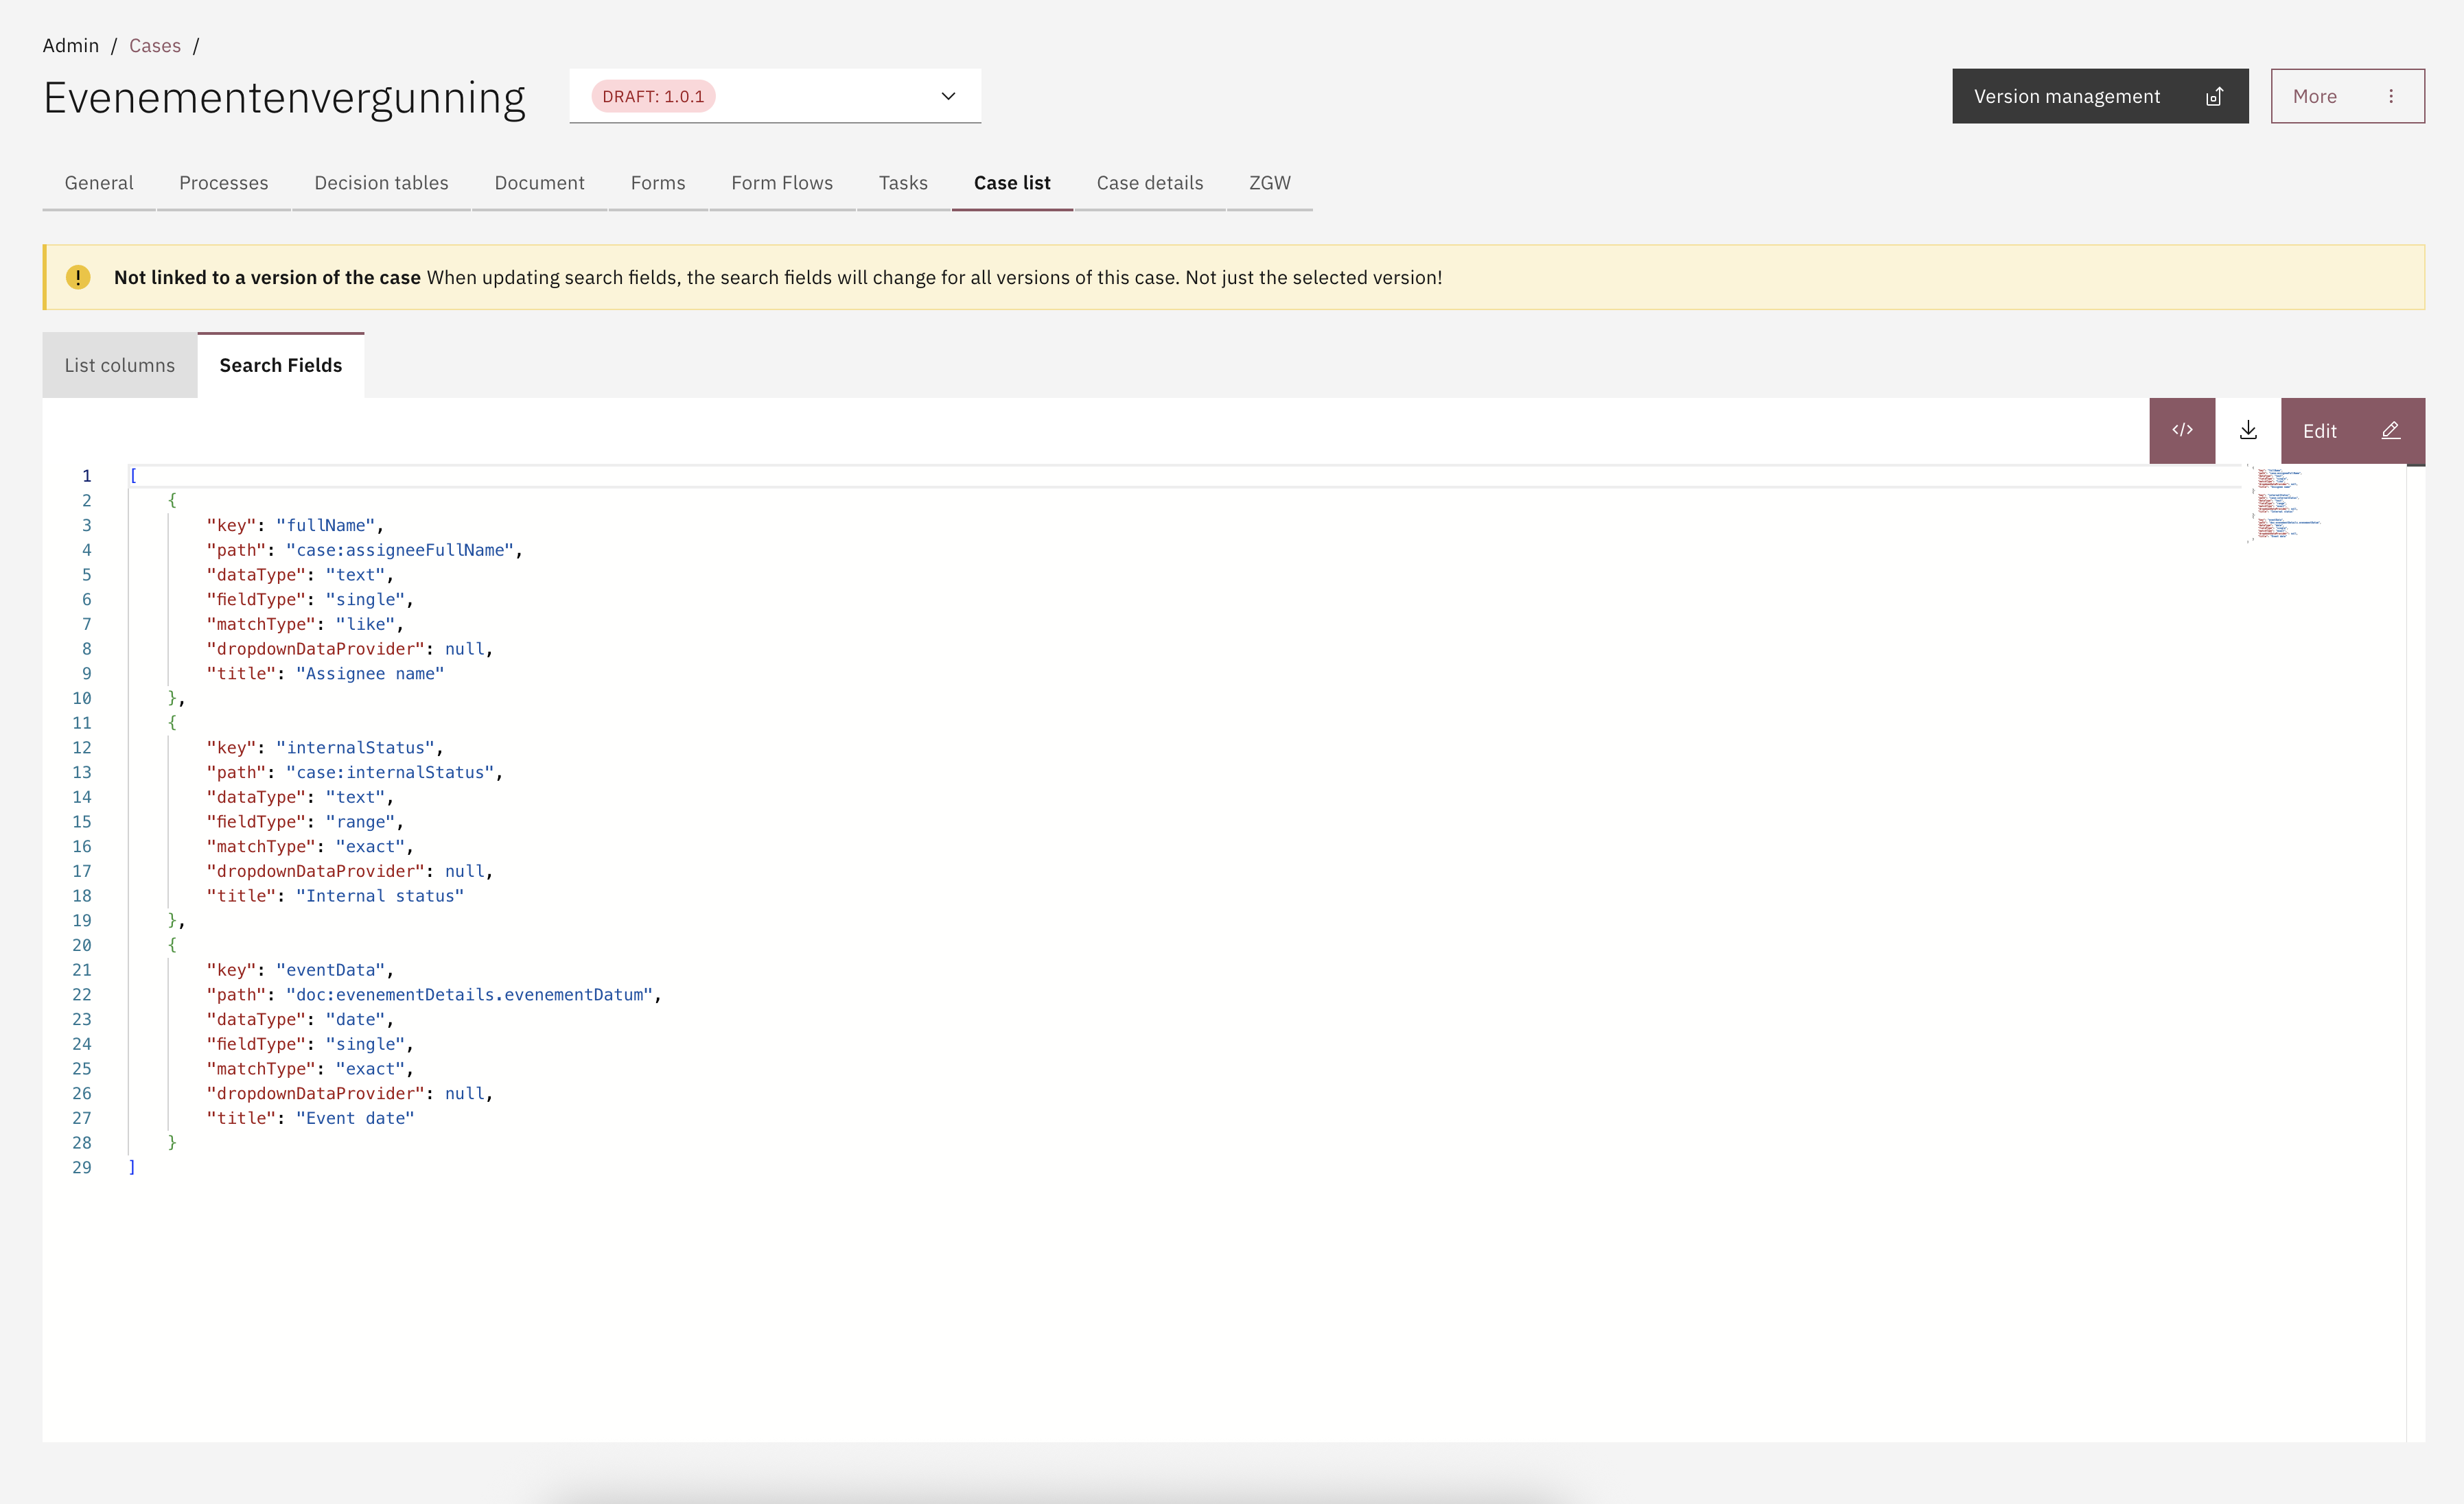 Admin / Cases /
Evenementenvergunning
DRAFT: 1.0.1
Version management
More
General
Processes
Decision tables
Document
Forms
Form Flows
Tasks
Case list
Case details
ZGW
Not linked to a version of the case When updating search fields, the search fields will change for all versions of this case. Not just the selected version!
List columns
Search Fields
</>
Edit
1 [
2 {
3 "key": "fullName",
4 "path": "case:assigneeFullName",
5 "dataType": "text",
6 "fieldType": "single",
7 "matchType": "like",
8 "dropdownDataProvider": null,
9 "title": "Assignee name"
10 },
11 {
12 "key": "internalStatus",
13 "path": "case:internalStatus",
14 "dataType": "text",
15 "fieldType": "range",
16 "matchType": "exact",
17 "dropdownDataProvider": null,
18 "title": "Internal status"
19 },
20 {
21 "key": "eventData",
22 "path": "doc:evenementDetails.evenementDatum",
23 "dataType": "date",
24 "fieldType": "single",
25 "matchType": "exact",
26 "dropdownDataProvider": null,
27 "title": "Event date"
28 }
29 ]